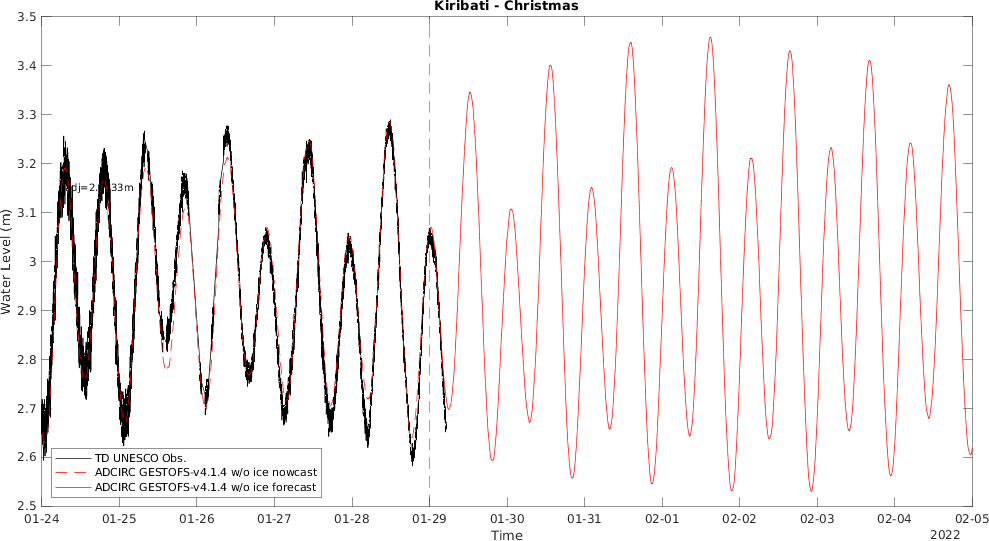 Kiribati - Christmas
3.5
3.4
3.3
3.2
3.1
3
2.9
2.8
2.7
2.6
2.5
Water Level (m)
TD UNESCO Obs.
ADCIRC GESTOFS-v4.1.4 w/o ice nowcast
ADCIRC GESTOFS-v4.1.4 w/o ice forecast
01-24 01-25 01-26 01-27 01-28 01-29 01-30 01-31 02-01 02-02 02-03 02-04 02-05
Time
2022